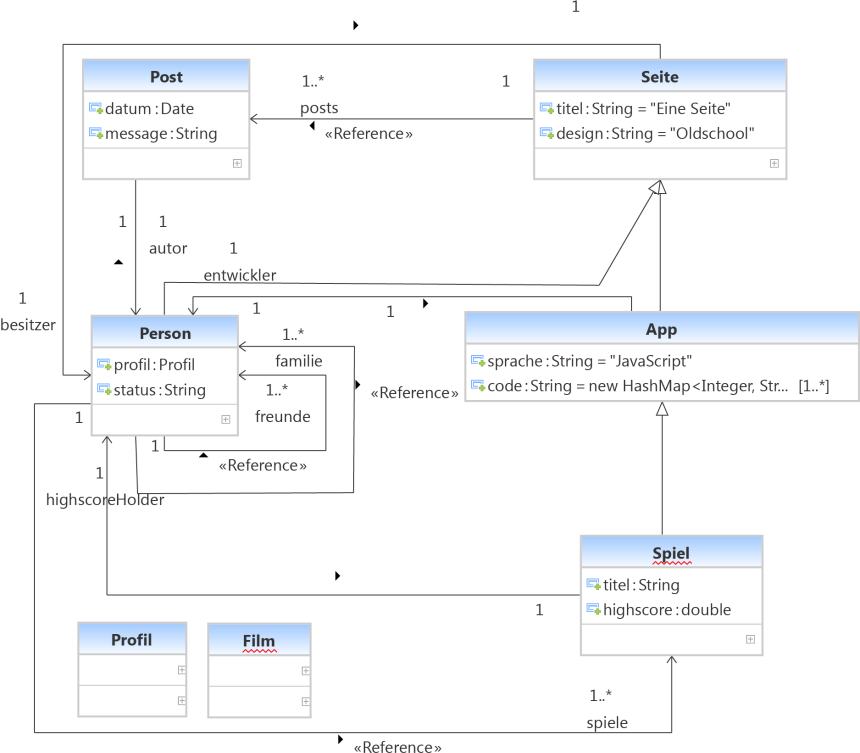 1
Post
datum : Date
message : String
1..*
1
posts
«Reference»
Seite
titel : String = "Eine Seite"
design : String = "Oldschool"
1
1
autor
1
entwickler
1
besitzer
1
1
Person
profil : Profil
status : String
1..*
familie
1..*
freunde
«Reference»
App
sprache : String = "JavaScript"
code : String = new HashMap<Integer, Str... [1..*]
1
1
«Reference»
1
highscoreHolder
Spiel
titel : String
highscore : double
1
Profil
Film
1..*
spiele
«Reference»